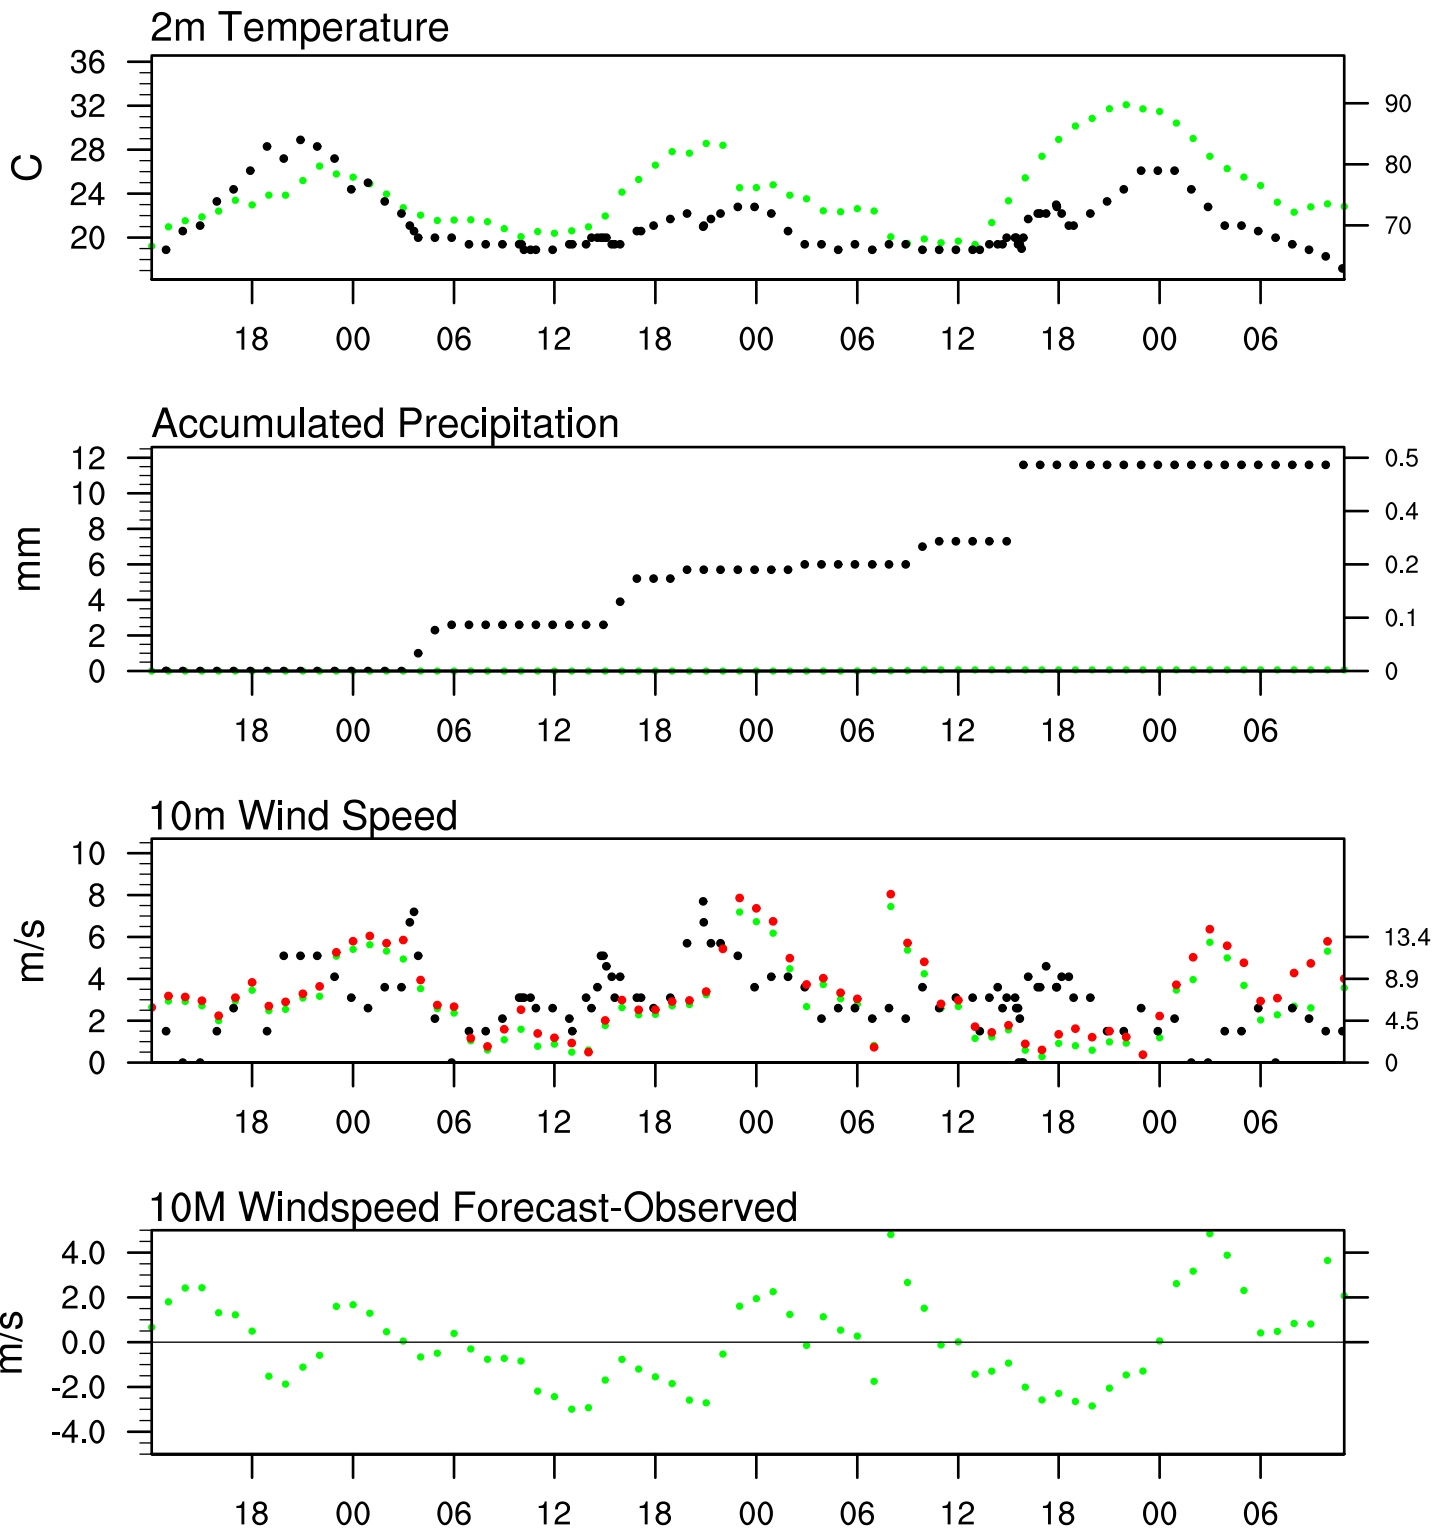 2m Temperature
36
32
28
24
20
C
90
80
70
18 00 06 12 18 00 06 12 18 00 06
Accumulated Precipitation
12
10
8
6
4
2
0
mm
0.5
0.4
0.2
0.1
0
18 00 06 12 18 00 06 12 18 00 06
10m Wind Speed
10
8
6
4
2
0
m/s
13.4
8.9
4.5
0
18 00 06 12 18 00 06 12 18 00 06
10M Windspeed Forecast-Observed
4.0
2.0
0.0
-2.0
-4.0
m/s
18 00 06 12 18 00 06 12 18 00 06